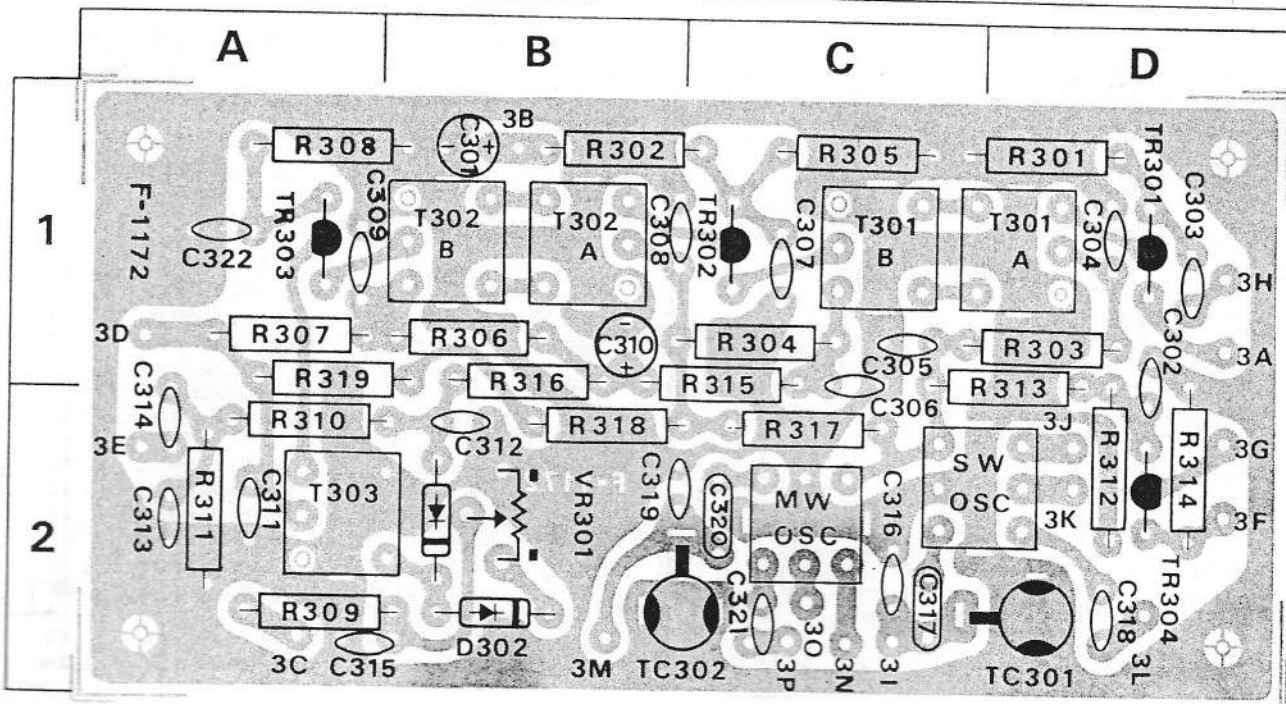 A B C D
1
2
3B
R308
C301
- +
R302
R305
R301
TR301
C303
F-1172
C322
TR303
C309
T302
B
T302
A
C308
TR302
C307
T301
B
T301
A
C304
3H
3D
R307
R306
-
C310
+
R304
C305
R303
C302
3A
R319
R316
R315
C306
R313
C314
R310
C312
R318
R317
3J
3E
R312
R314
3G
C313
R311
C311
T303
VR301
C319
C320
MW
OSC
C316
SW
OSC
3K
3F
R309
C315
3C
D302
3M
TC302
C321
3P
30
3N
3I
C317
TC301
C318
3L
TR304